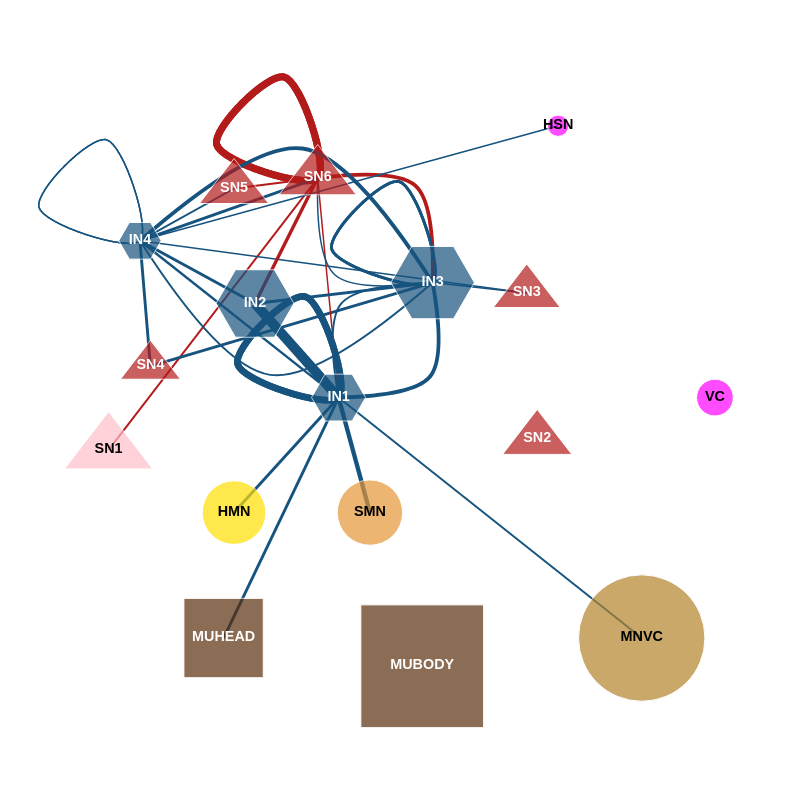 HSN
SN6
SN5
IN4
IN3
SN3
IN2
SN4
IN1
VC
SN2
SN1
HMN
SMN
MUHEAD
MNVC
MUBODY